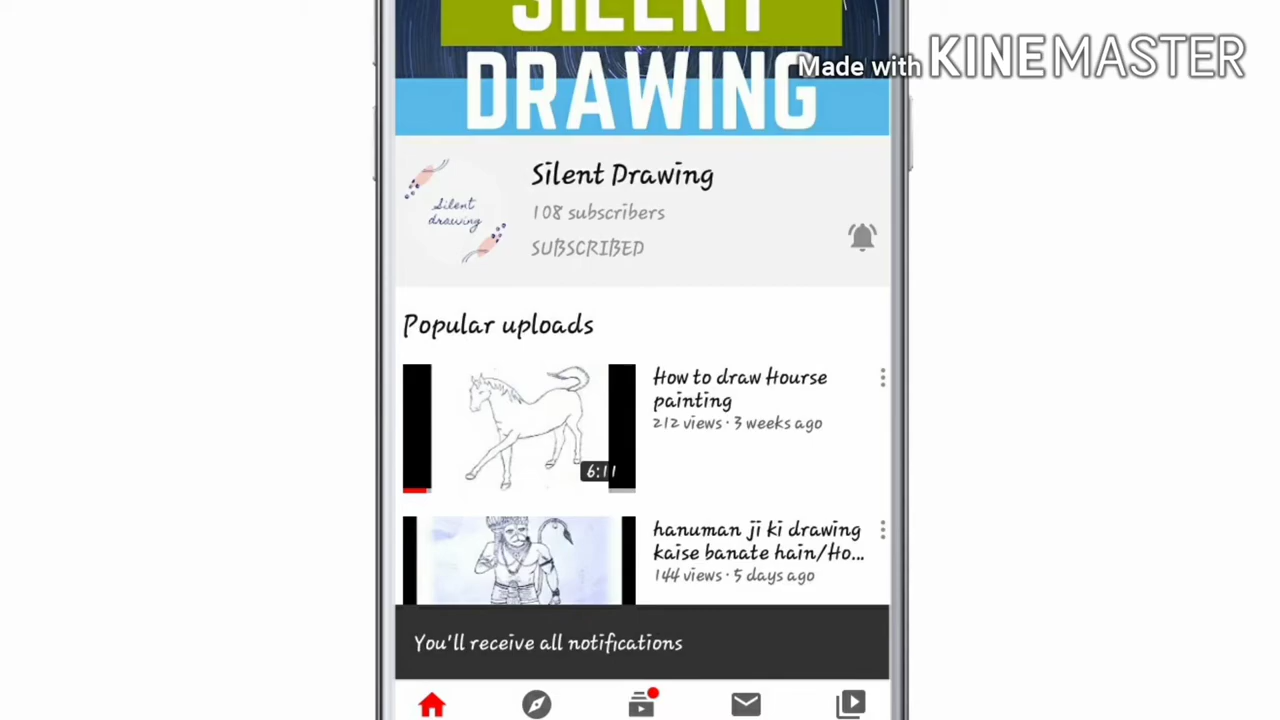 SILENT
Made with KINEMASTER
DRAWING
Silent Drawing
108 subscribers
SUBSCRIBED
Silent
drawing
Popular uploads
How to draw Hourse
painting
212 views · 3 weeks ago
6:11
hanuman ji ki drawing
kaise banate hain/Ho...
144 views · 5 days ago
You'll receive all notifications